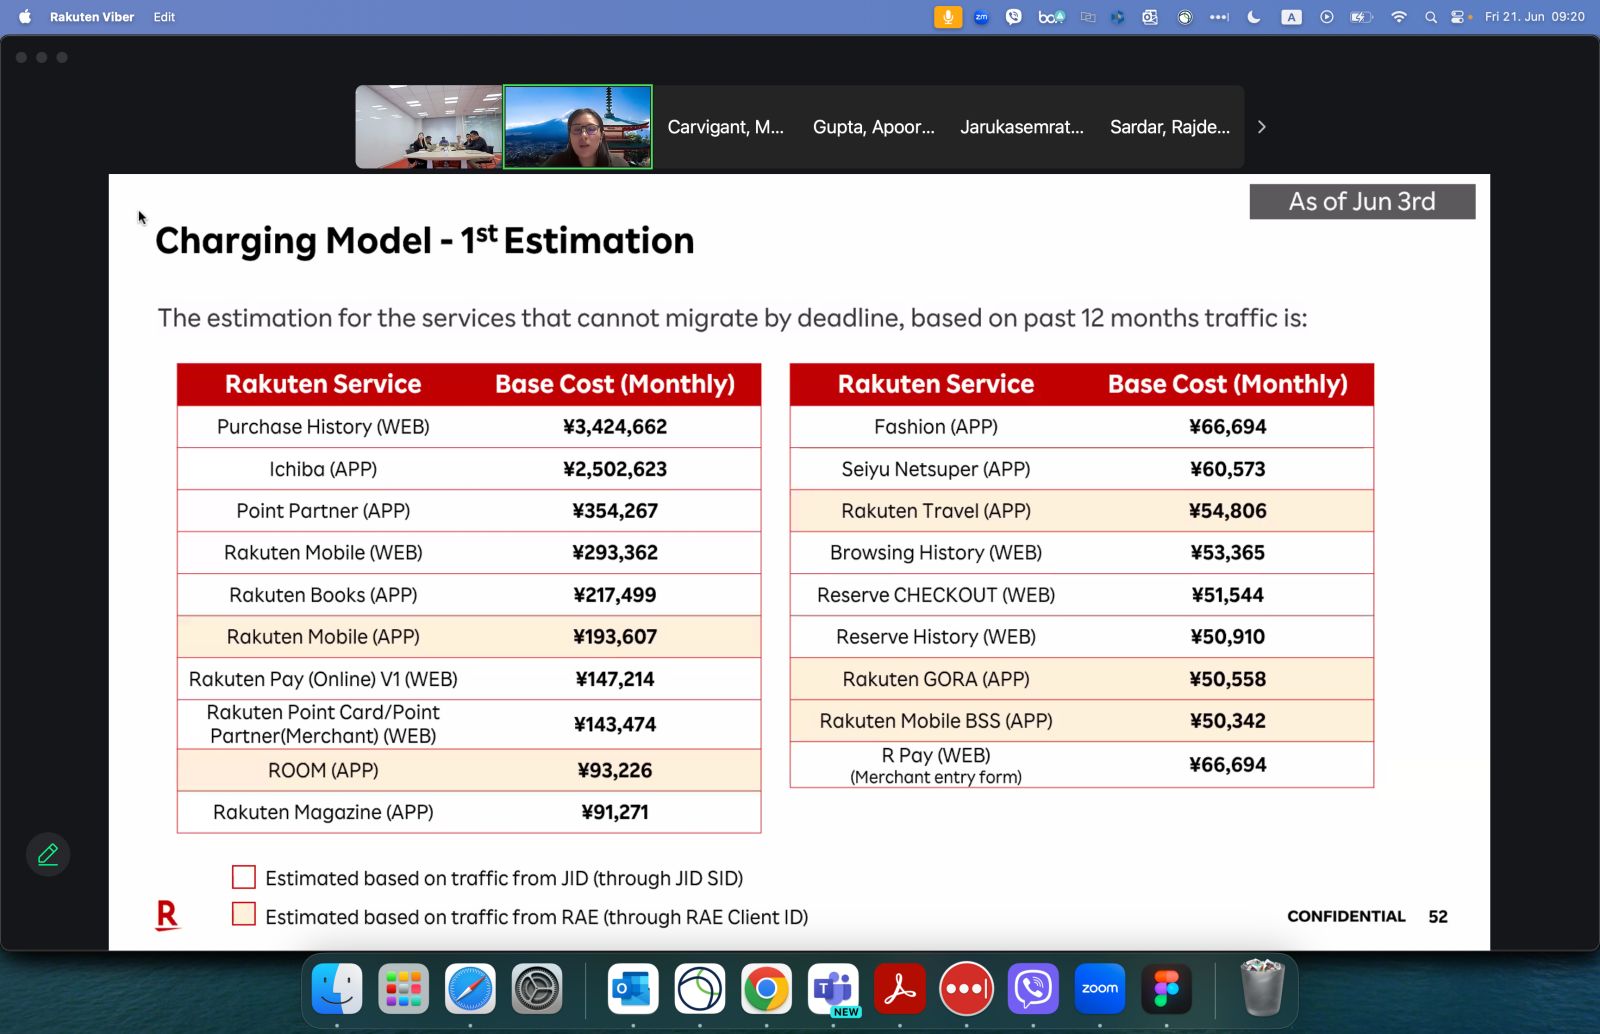 Rakuten Viber Edit
zm
bo
A
Fri 21. Jun 09:20
Carvigant, M...
Gupta, Apoor...
Jarukasemrat...
Sardar, Rajde...
As of Jun 3rd
Charging Model - 1st Estimation
The estimation for the services that cannot migrate by deadline, based on past 12 months traffic is:
Rakuten Service Base Cost (Monthly)
Purchase History (WEB) ¥3,424,662
Ichiba (APP) ¥2,502,623
Point Partner (APP) ¥354,267
Rakuten Mobile (WEB) ¥293,362
Rakuten Books (APP) ¥217,499
Rakuten Mobile (APP) ¥193,607
Rakuten Pay (Online) V1 (WEB) ¥147,214
Rakuten Point Card/Point
Partner(Merchant) (WEB) ¥143,474
ROOM (APP) ¥93,226
Rakuten Magazine (APP) ¥91,271
Rakuten Service Base Cost (Monthly)
Fashion (APP) ¥66,694
Seiyu Netsuper (APP) ¥60,573
Rakuten Travel (APP) ¥54,806
Browsing History (WEB) ¥53,365
Reserve CHECKOUT (WEB) ¥51,544
Reserve History (WEB) ¥50,910
Rakuten GORA (APP) ¥50,558
Rakuten Mobile BSS (APP) ¥50,342
R Pay (WEB)
(Merchant entry form) ¥66,694
Estimated based on traffic from JID (through JID SID)
Estimated based on traffic from RAE (through RAE Client ID)
R
CONFIDENTIAL 52
NEW
zoom